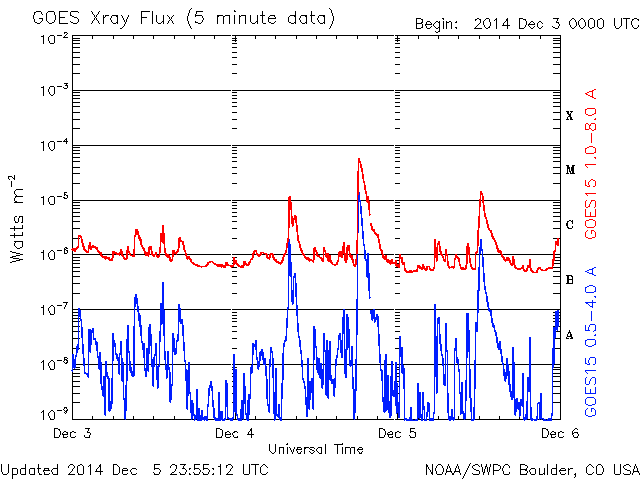 GOES Xray Flux (5 minute data)
Begin: 2014 Dec 3 0000 UTC
10⁻²
10⁻³
10⁻⁴
10⁻⁵
10⁻⁶
10⁻⁷
10⁻⁸
10⁻⁹
Watts m⁻²
X
M
C
B
A
GOES15 1.0-8.0 A
GOES15 0.5-4.0 A
Dec 3
Dec 4
Dec 5
Dec 6
Universal Time
Updated 2014 Dec 5 23:55:12 UTC
NOAA/SWPC Boulder, CO USA